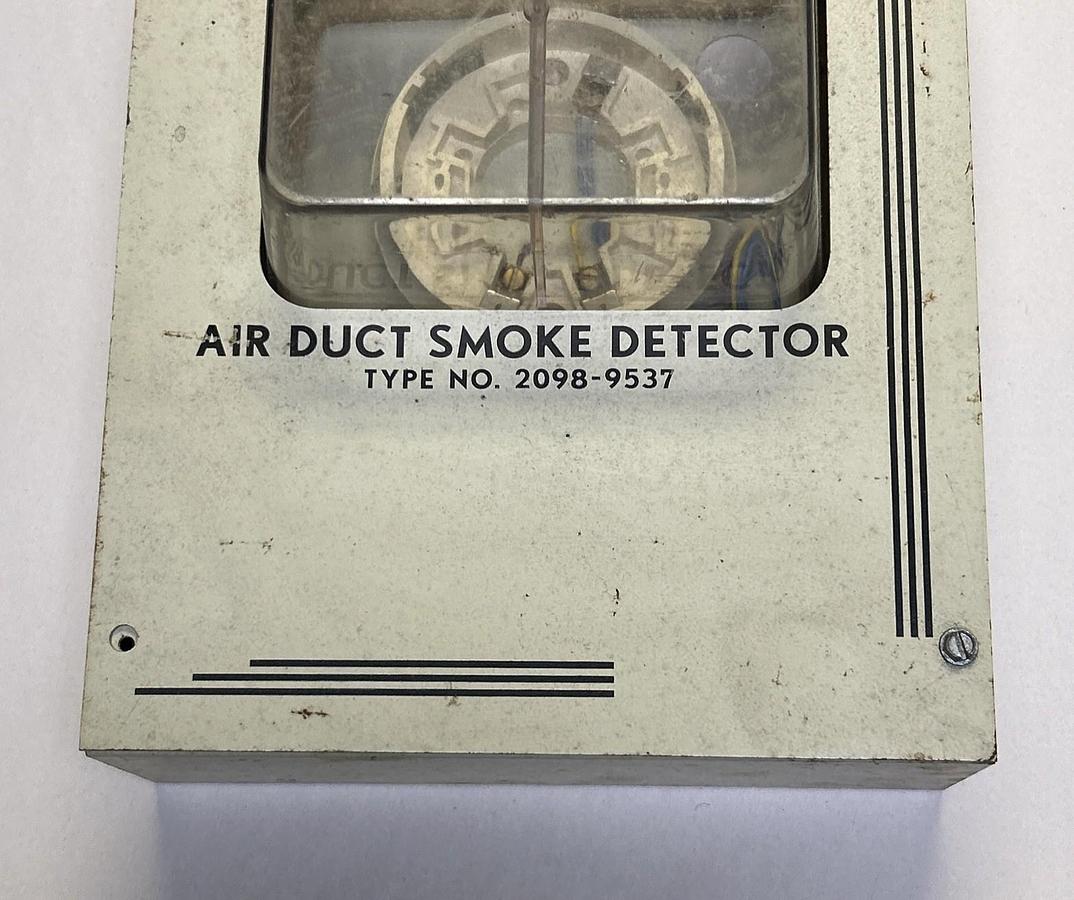 AIR DUCT SMOKE DETECTOR
TYPE NO. 2098-9537